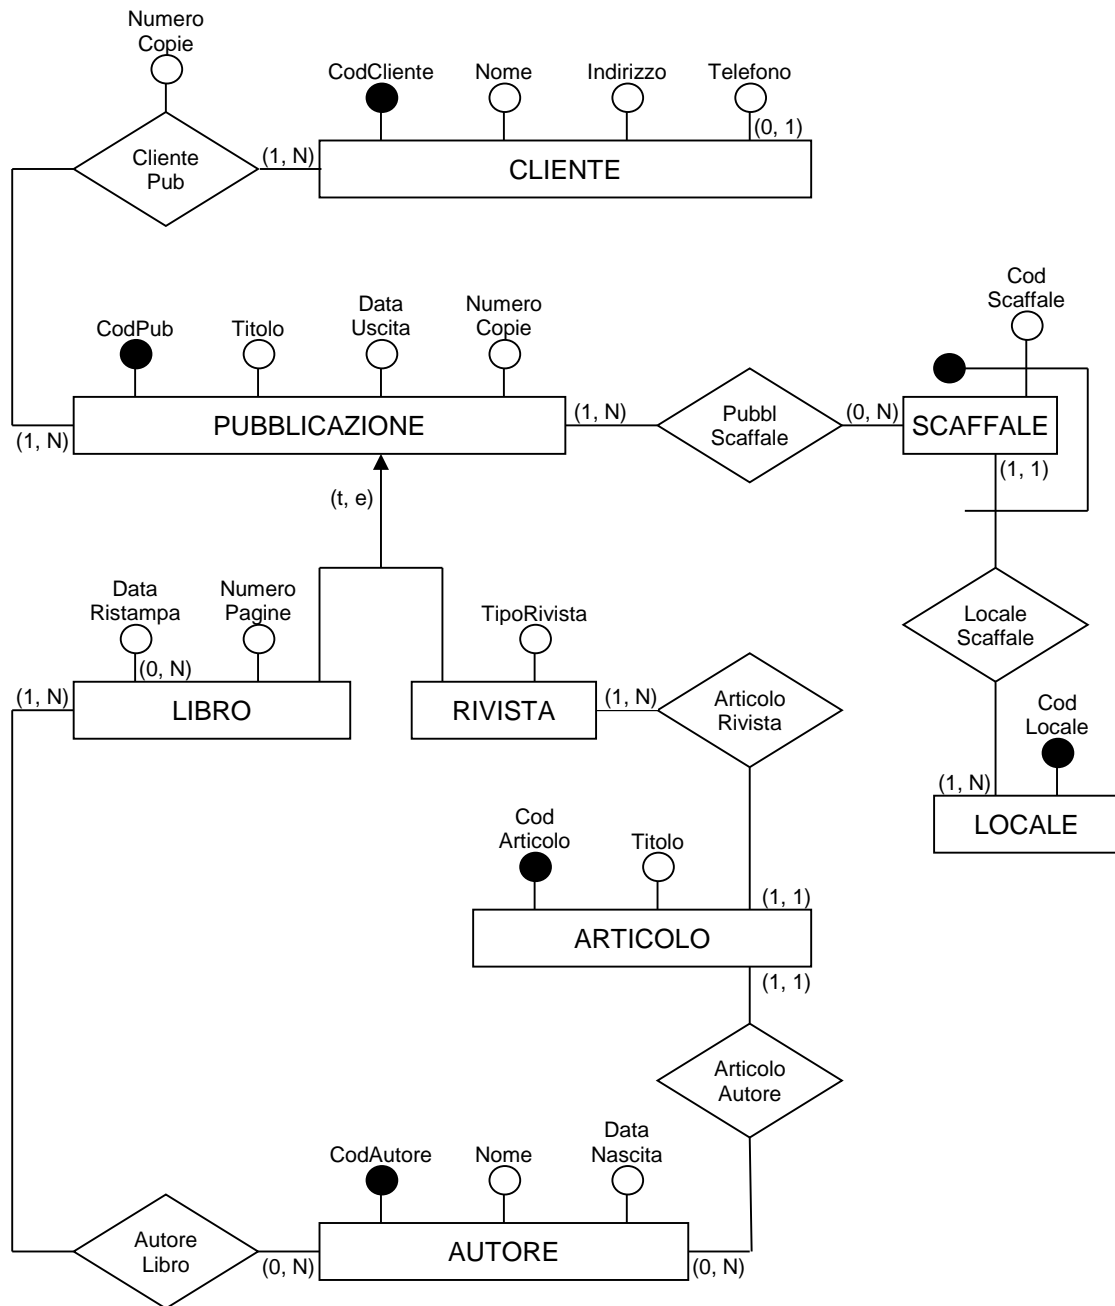 Numero
Copie
CodCliente
Nome
Indirizzo
Telefono
(0, 1)
Cliente
Pub
(1, N)
CLIENTE
Cod
Scaffale
CodPub
Titolo
Data
Uscita
Numero
Copie
(1, N)
PUBBLICAZIONE
(1, N)
Pubbl
Scaffale
(0, N)
SCAFFALE
(1, 1)
(t, e)
Data
Ristampa
(0, N)
Numero
Pagine
TipoRivista
Locale
Scaffale
(1, N)
LIBRO
RIVISTA
(1, N)
Articolo
Rivista
Cod
Locale
(1, N)
LOCALE
Cod
Articolo
Titolo
(1, 1)
ARTICOLO
(1, 1)
Articolo
Autore
CodAutore
Nome
Data
Nascita
Autore
Libro
(0, N)
AUTORE
(0, N)